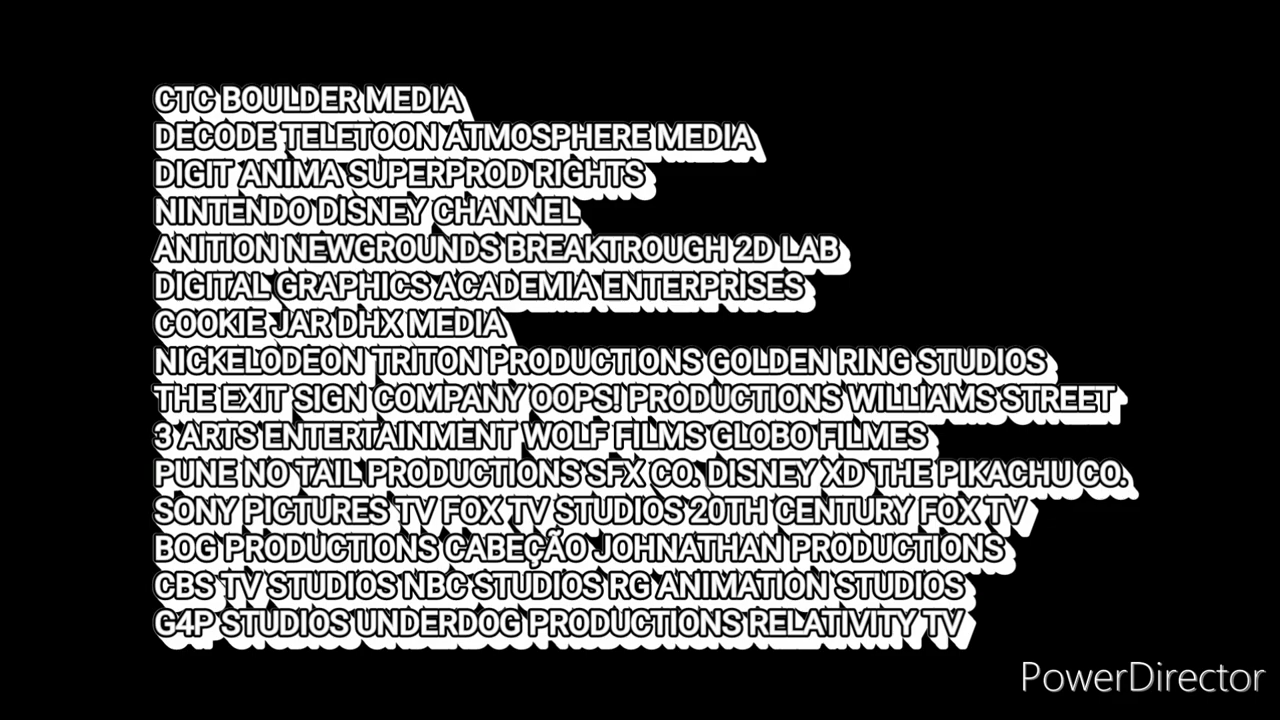 CTC BOULDER MEDIA
DECODE TELETOON ATMOSPHERE MEDIA
DIGIT ANIMA SUPERPROD RIGHTS
NINTENDO DISNEY CHANNEL
ANITION NEWGROUNDS BREAKTROUGH 2D LAB
DIGITAL GRAPHICS ACADEMIA ENTERPRISES
COOKIE JAR DHX MEDIA
NICKELODEON TRITON PRODUCTIONS GOLDEN RING STUDIOS
THE EXIT SIGN COMPANY OOPS! PRODUCTIONS WILLIAMS STREET
3 ARTS ENTERTAINMENT WOLF FILMS GLOBO FILMES
PUNE NO TAIL PRODUCTIONS SFX CO. DISNEY XD THE PIKACHU CO.
SONY PICTURES TV FOX TV STUDIOS 20TH CENTURY FOX TV
BOG PRODUCTIONS CABEÇÃO JOHNATHAN PRODUCTIONS
CBS TV STUDIOS NBC STUDIOS RG ANIMATION STUDIOS
G4P STUDIOS UNDERDOG PRODUCTIONS RELATIVITY TV
PowerDirector